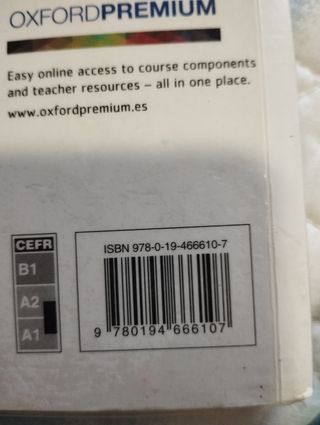 OXFORDPREMIUM
Easy online access to course components
and teacher resources – all in one place.
www.oxfordpremium.es
CEFR
B1
A2
A1
ISBN 978-0-19-466610-7
9 780194 666107